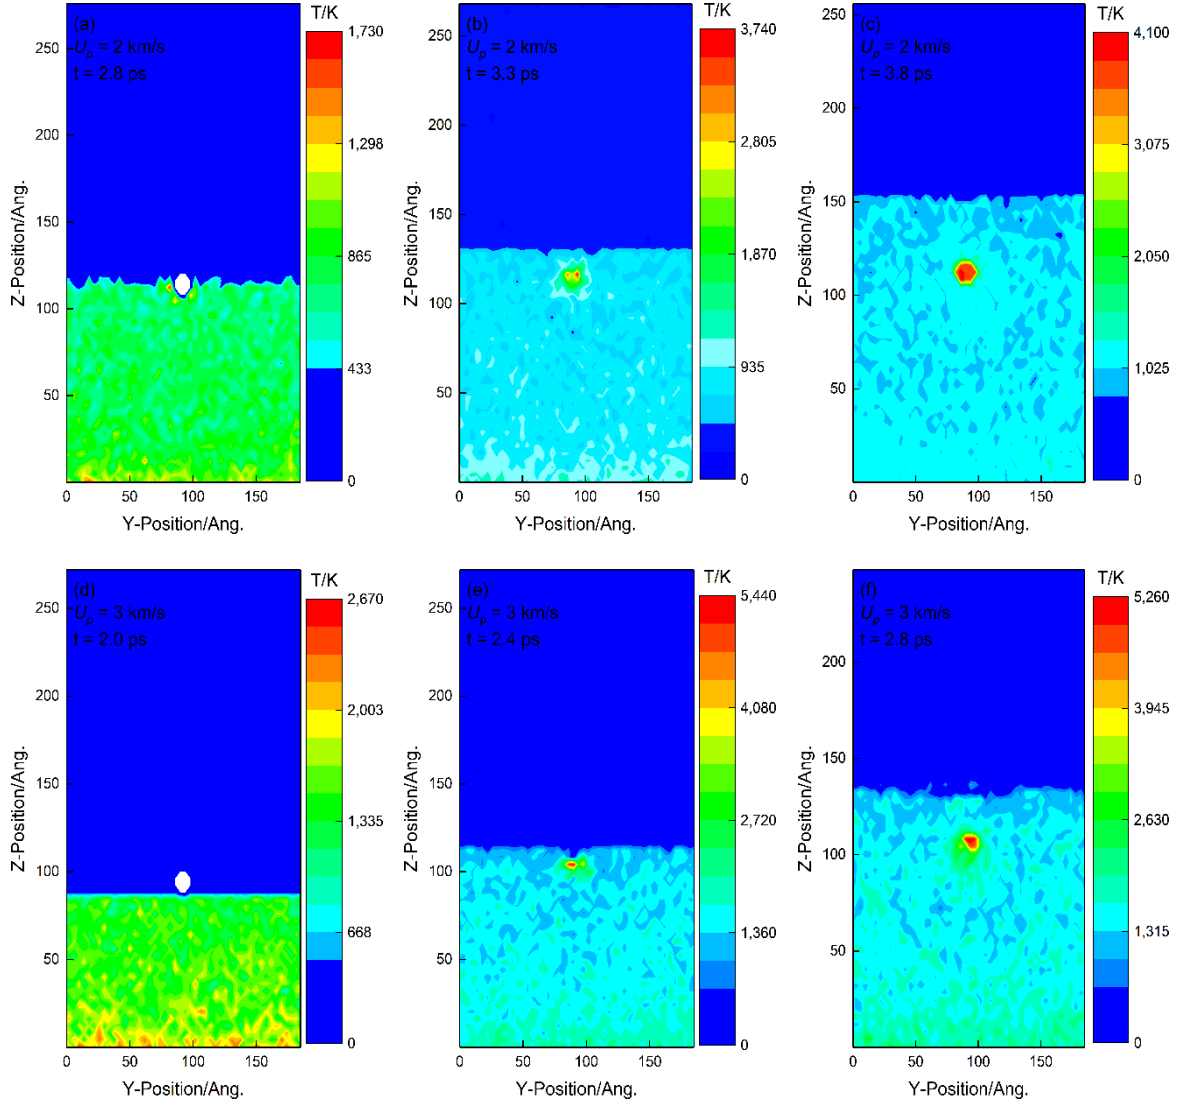 (a)
U_p = 2 km/s
t = 2.8 ps
T/K
1,730
1,298
865
433
0
250
200
150
100
50
0 50 100 150
Z-Position/Ang.
Y-Position/Ang.
(b)
U_p = 2 km/s
t = 3.3 ps
T/K
3,740
2,805
1,870
935
0
250
200
150
100
50
0 50 100 150
Z-Position/Ang.
Y-Position/Ang.
(c)
U_p = 2 km/s
t = 3.8 ps
T/K
4,100
3,075
2,050
1,025
0
250
200
150
100
50
0 50 100 150
Z-Position/Ang.
Y-Position/Ang.
(d)
U_p = 3 km/s
t = 2.0 ps
T/K
2,670
2,003
1,335
668
0
250
200
150
100
50
0 50 100 150
Z-Position/Ang.
Y-Position/Ang.
(e)
U_p = 3 km/s
t = 2.4 ps
T/K
5,440
4,080
2,720
1,360
0
250
200
150
100
50
0 50 100 150
Z-Position/Ang.
Y-Position/Ang.
(f)
U_p = 3 km/s
t = 2.8 ps
T/K
5,260
3,945
2,630
1,315
0
200
150
100
50
0 50 100 150
Z-Position/Ang.
Y-Position/Ang.